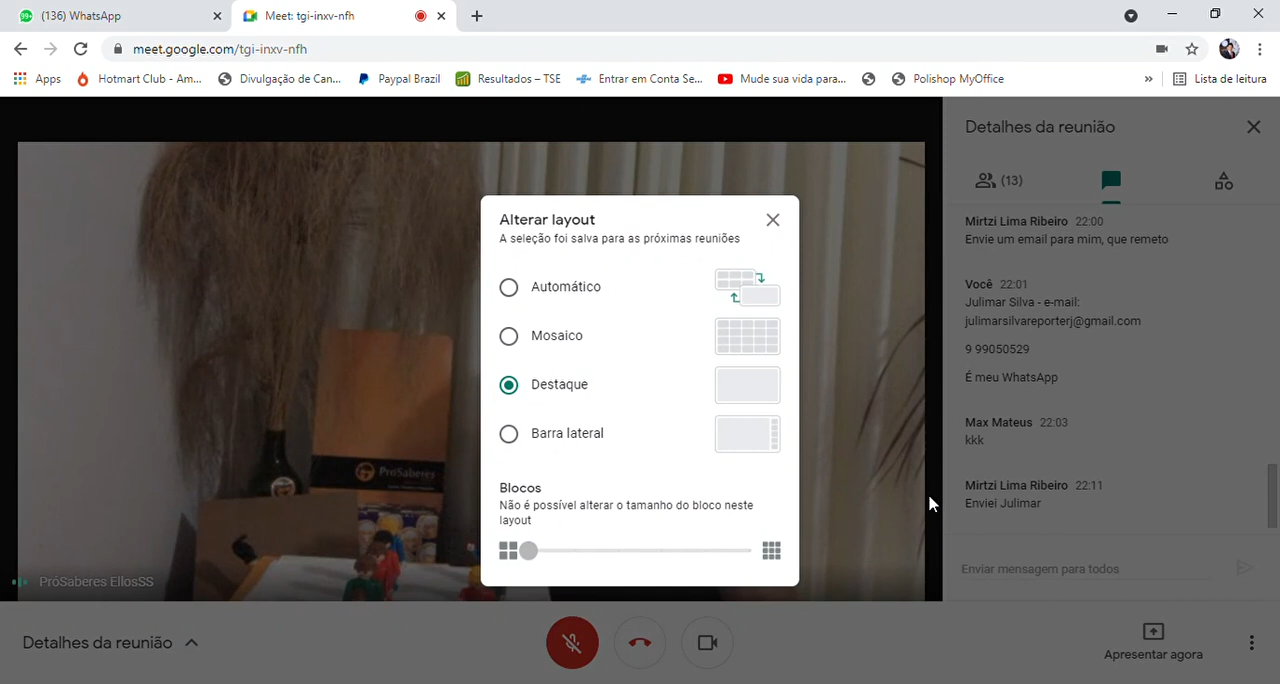 99+ (136) WhatsApp
Meet: tgi-inxv-nfh
meet.google.com/tgi-inxv-nfh
Apps
Hotmart Club - Am...
Divulgação de Can...
Paypal Brazil
Resultados – TSE
Entrar em Conta Se...
Mude sua vida para...
Polishop MyOffice
»
Lista de leitura
Detalhes da reunião
(13)
Mirtzi Lima Ribeiro 22:00
Envie um email para mim, que remeto
Você 22:01
Julimar Silva - e-mail:
julimarsilvareporterj@gmail.com
9 99050529
É meu WhatsApp
Max Mateus 22:03
kkk
Mirtzi Lima Ribeiro 22:11
Enviei Julimar
Enviar mensagem para todos
Alterar layout
A seleção foi salva para as próximas reuniões
Automático
Mosaico
Destaque
Barra lateral
Blocos
Não é possível alterar o tamanho do bloco neste
layout
PróSaberes
PróSaberes EllosSS
Detalhes da reunião
Apresentar agora